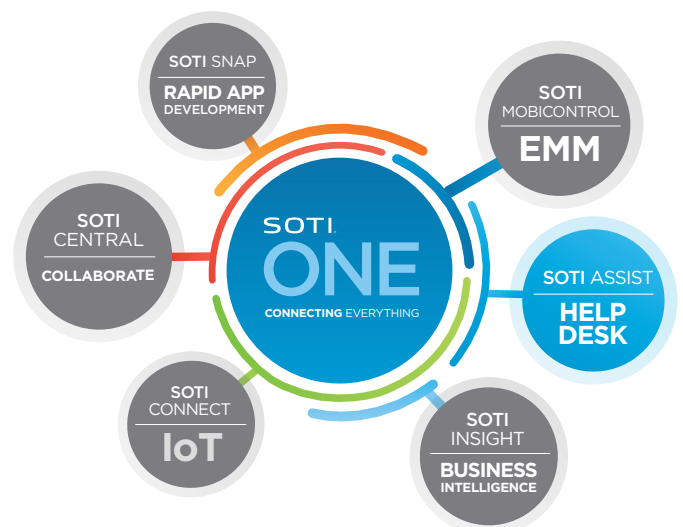 SOTI SNAP
RAPID APP
DEVELOPMENT
SOTI
MOBICONTROL
EMM
SOTI
CENTRAL
COLLABORATE
SOTI
ONE
CONNECTING EVERYTHING
SOTI ASSIST
HELP
DESK
SOTI
CONNECT
IoT
SOTI
INSIGHT
BUSINESS
INTELLIGENCE